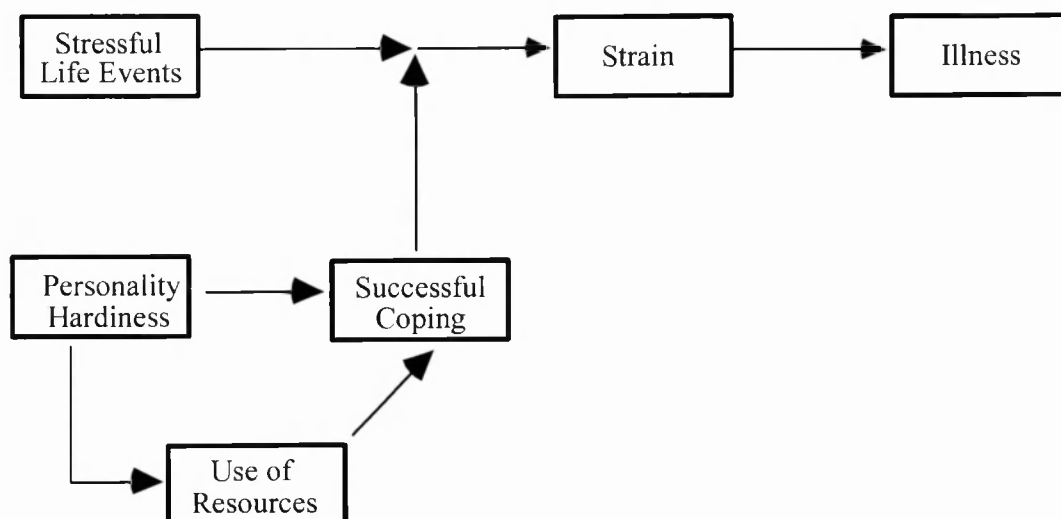 Stressful
Life Events
Strain
Illness
Personality
Hardiness
Successful
Coping
Use of
Resources